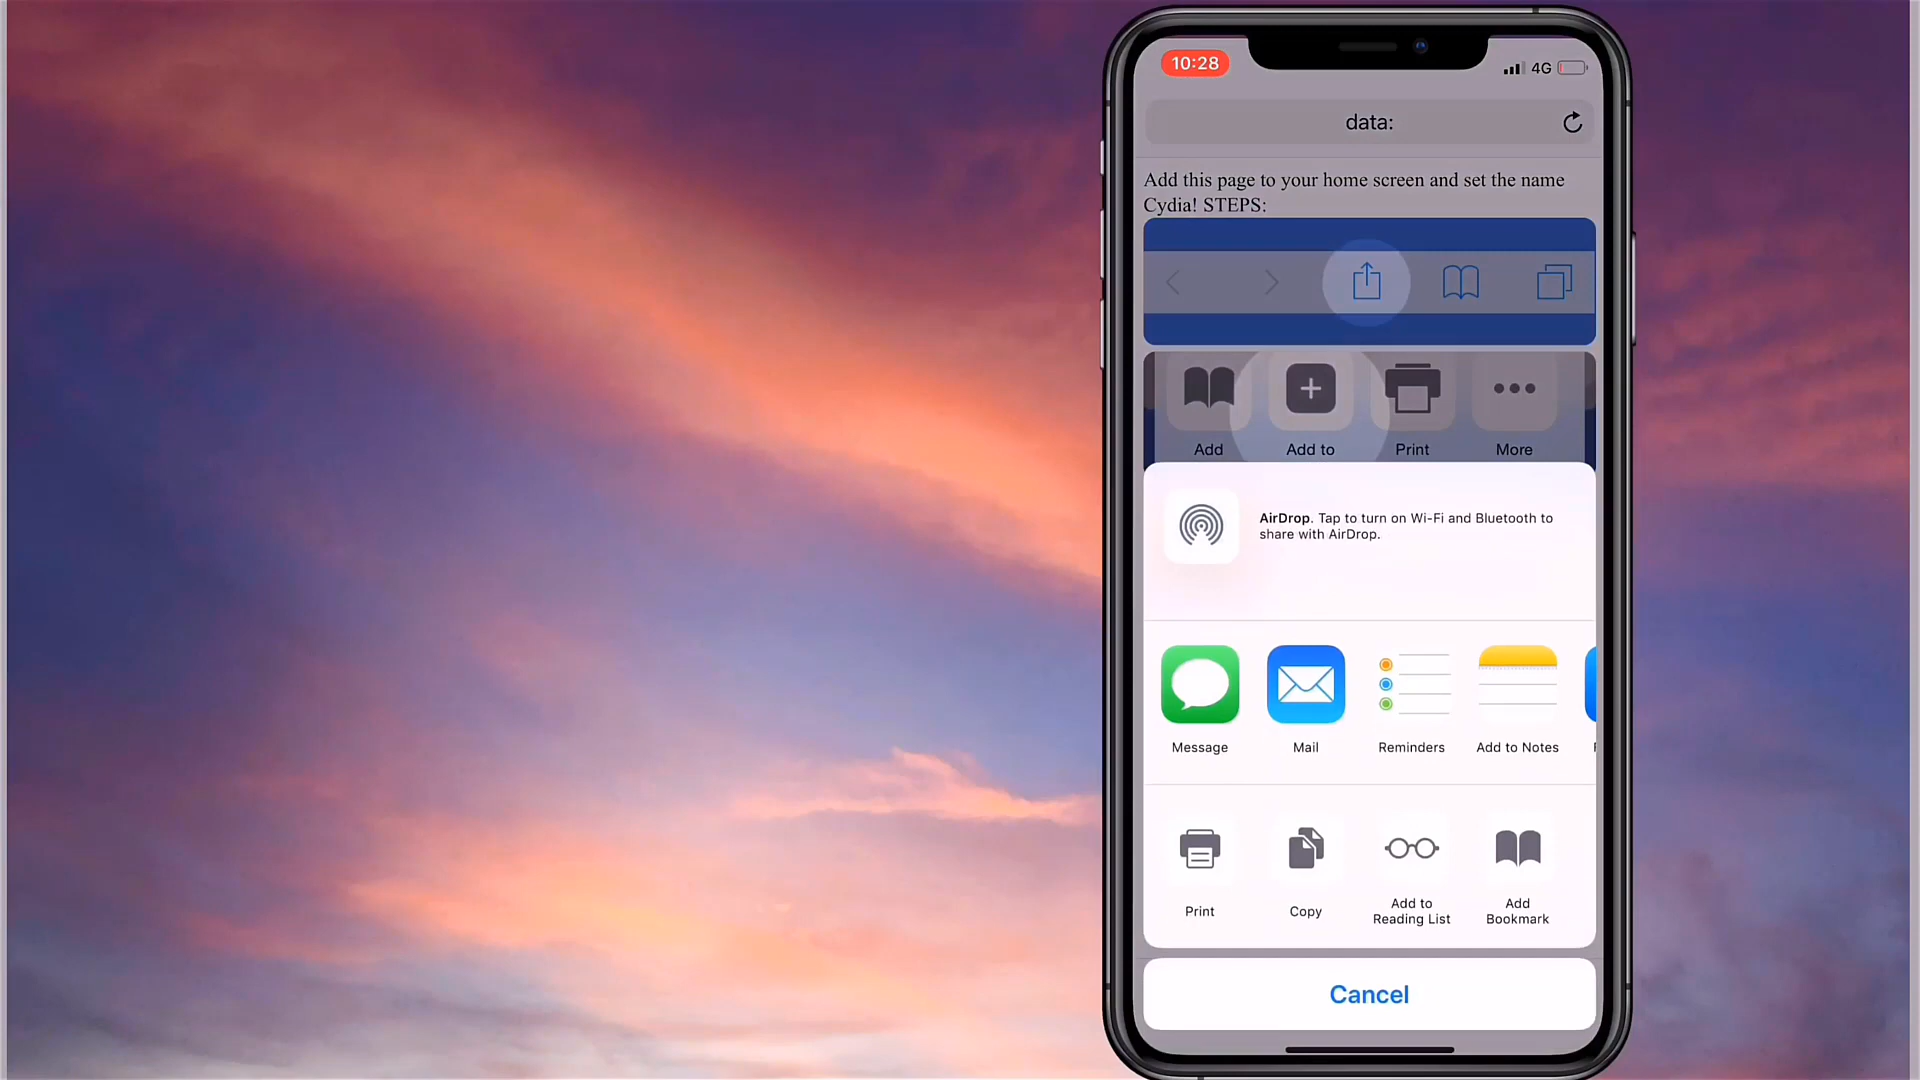 10:28
4G
data:
Add this page to your home screen and set the name
Cydia! STEPS:
Add
Add to
Print
More
AirDrop. Tap to turn on Wi-Fi and Bluetooth to
share with AirDrop.
Message
Mail
Reminders
Add to Notes
Print
Copy
Add to
Reading List
Add
Bookmark
Cancel